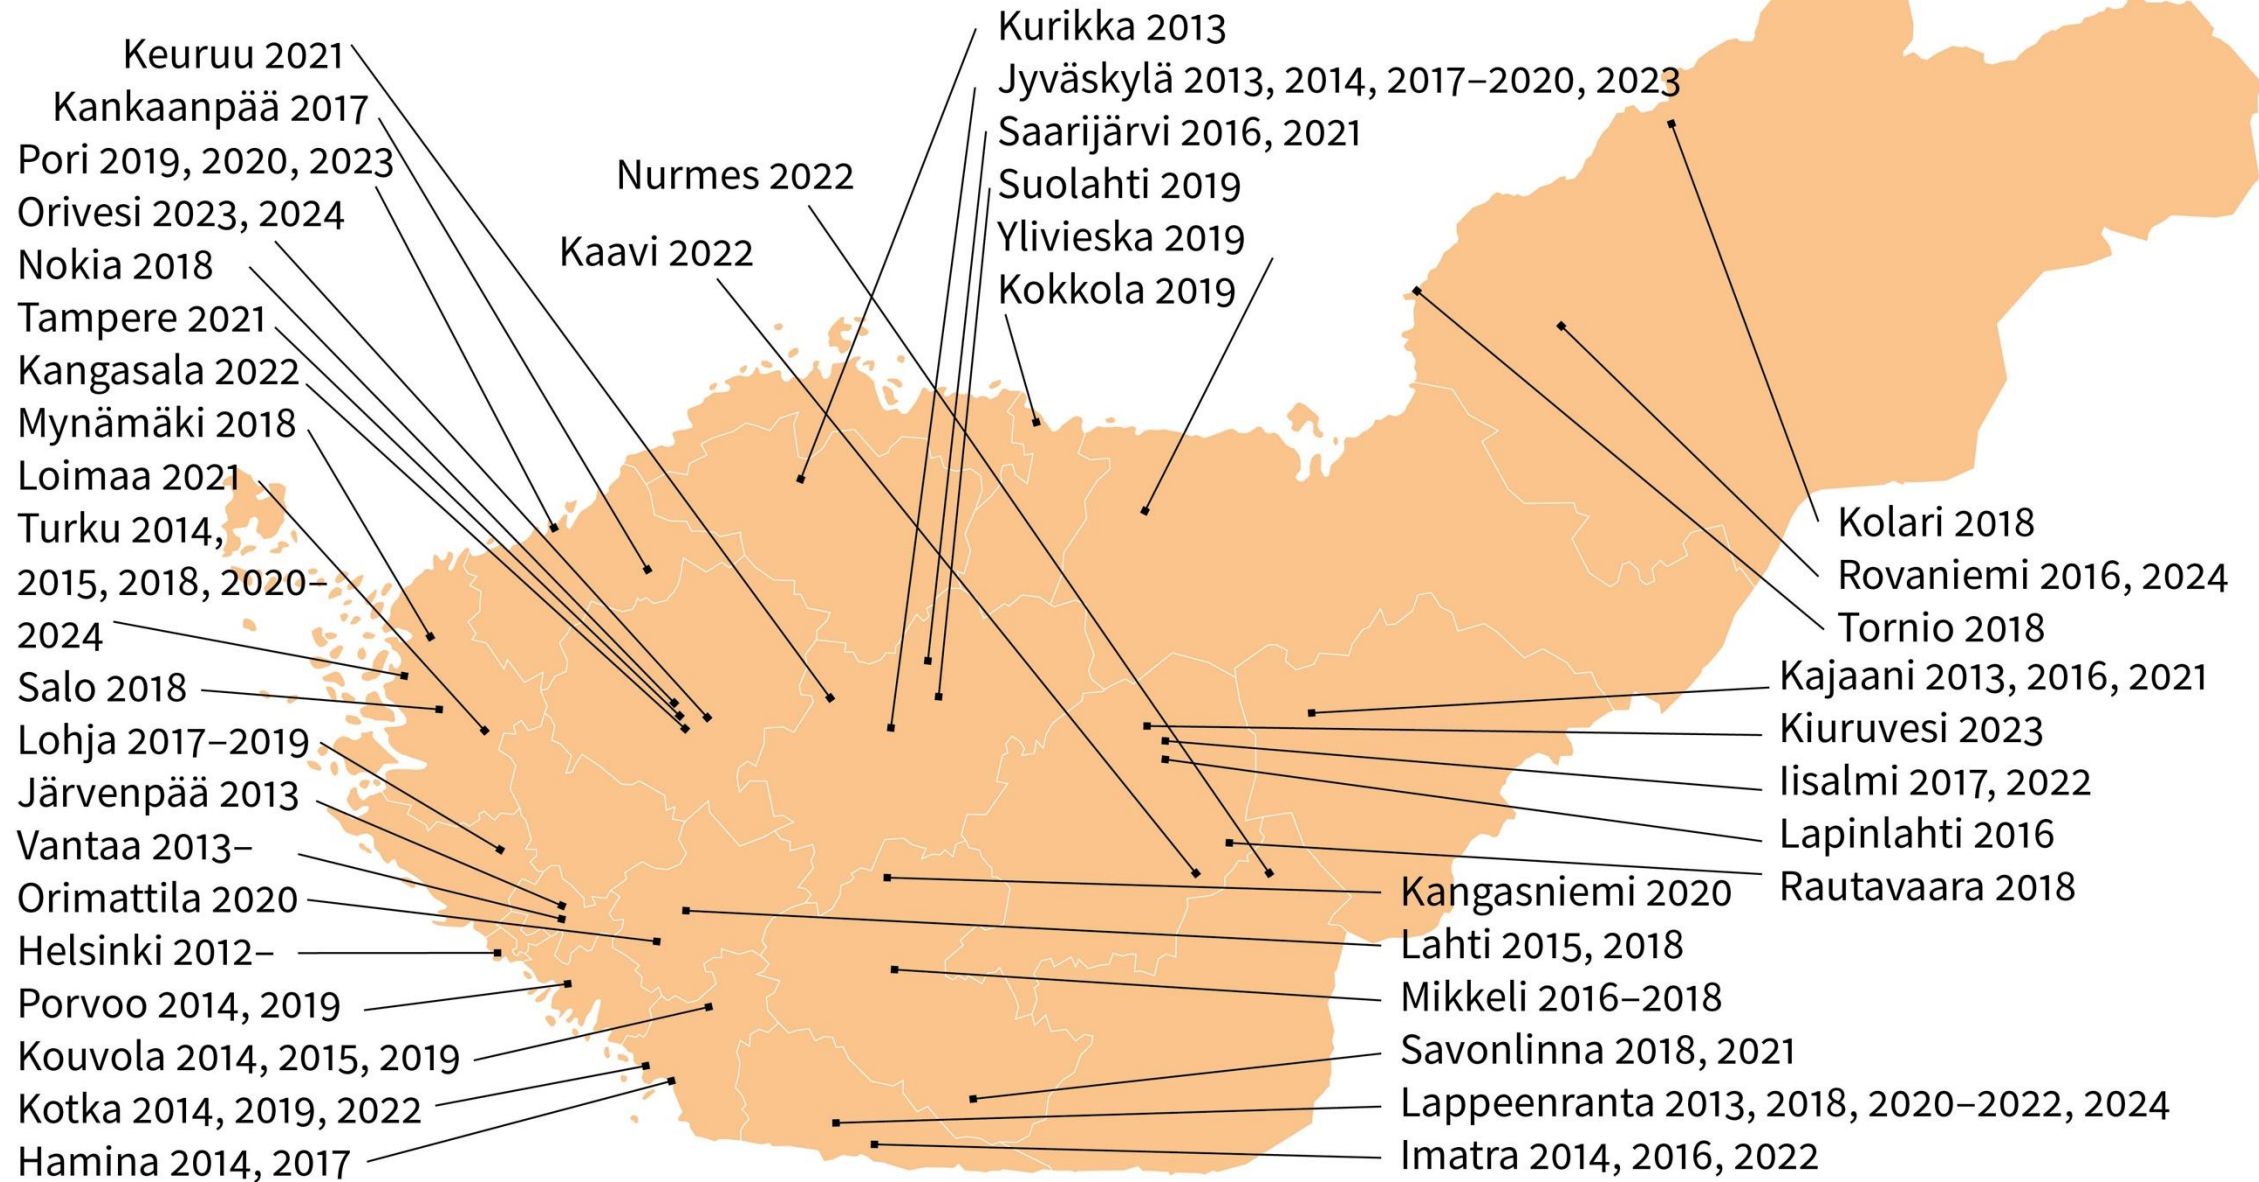 Keuruu 2021
Kankaanpää 2017
Pori 2019, 2020, 2023
Orivesi 2023, 2024
Nokia 2018
Tampere 2021
Kangasala 2022
Mynämäki 2018
Loimaa 2021
Turku 2014,
2015, 2018, 2020–
2024
Salo 2018
Lohja 2017–2019
Järvenpää 2013
Vantaa 2013–
Orimattila 2020
Helsinki 2012–
Porvoo 2014, 2019
Kouvola 2014, 2015, 2019
Kotka 2014, 2019, 2022
Hamina 2014, 2017
Nurmes 2022
Kaavi 2022
Kurikka 2013
Jyväskylä 2013, 2014, 2017–2020, 2023
Saarijärvi 2016, 2021
Suolahti 2019
Ylivieska 2019
Kokkola 2019
Kolari 2018
Rovaniemi 2016, 2024
Tornio 2018
Kajaani 2013, 2016, 2021
Kiuruvesi 2023
Iisalmi 2017, 2022
Lapinlahti 2016
Rautavaara 2018
Kangasniemi 2020
Lahti 2015, 2018
Mikkeli 2016–2018
Savonlinna 2018, 2021
Lappeenranta 2013, 2018, 2020–2022, 2024
Imatra 2014, 2016, 2022